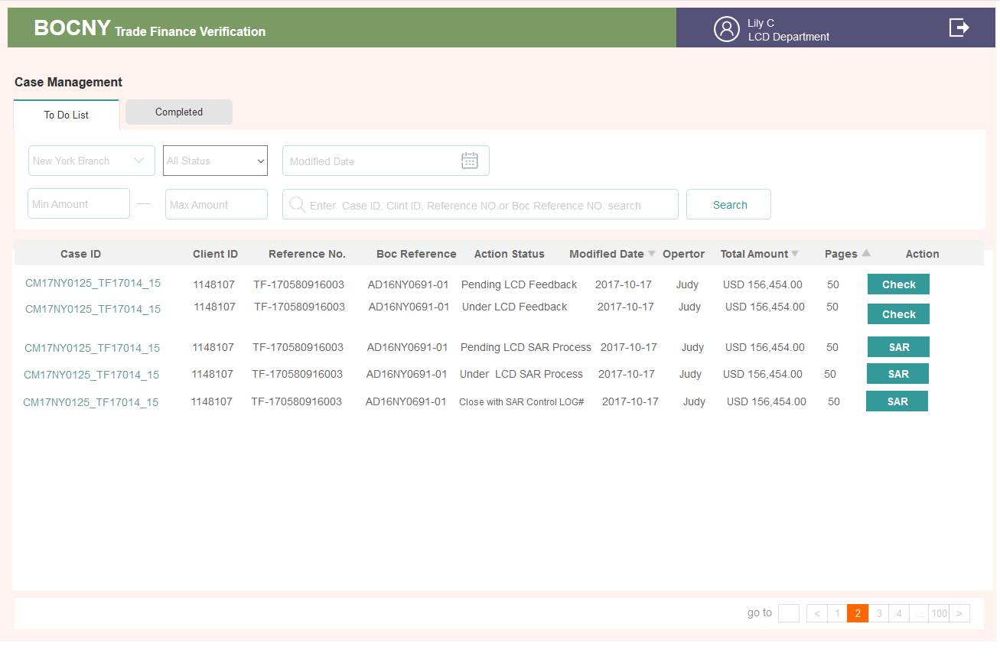 BOCNY Trade Finance Verification
Lily C
LCD Department
Case Management
To Do List
Completed
New York Branch
All Status
Modifled Date
Min Amount
—
Max Amount
Enter  Case ID, Clint ID, Reference NO.or Boc Reference NO. search
Search
Case ID Client ID Reference No. Boc Reference Action Status Modifled Date Opertor Total Amount Pages Action
CM17NY0125_TF17014_15 1148107 TF-170580916003 AD16NY0691-01 Pending LCD Feedback 2017-10-17 Judy USD 156,454.00 50 Check
CM17NY0125_TF17014_15 1148107 TF-170580916003 AD16NY0691-01 Under LCD Feedback 2017-10-17 Judy USD 156,454.00 50 Check
CM17NY0125_TF17014_15 1148107 TF-170580916003 AD16NY0691-01 Pending LCD SAR Process 2017-10-17 Judy USD 156,454.00 50 SAR
CM17NY0125_TF17014_15 1148107 TF-170580916003 AD16NY0691-01 Under  LCD SAR Process 2017-10-17 Judy USD 156,454.00 50 SAR
CM17NY0125_TF17014_15 1148107 TF-170580916003 AD16NY0691-01 Close with SAR Control LOG# 2017-10-17 Judy USD 156,454.00 50 SAR
go to < 1 2 3 4 ... 100 >